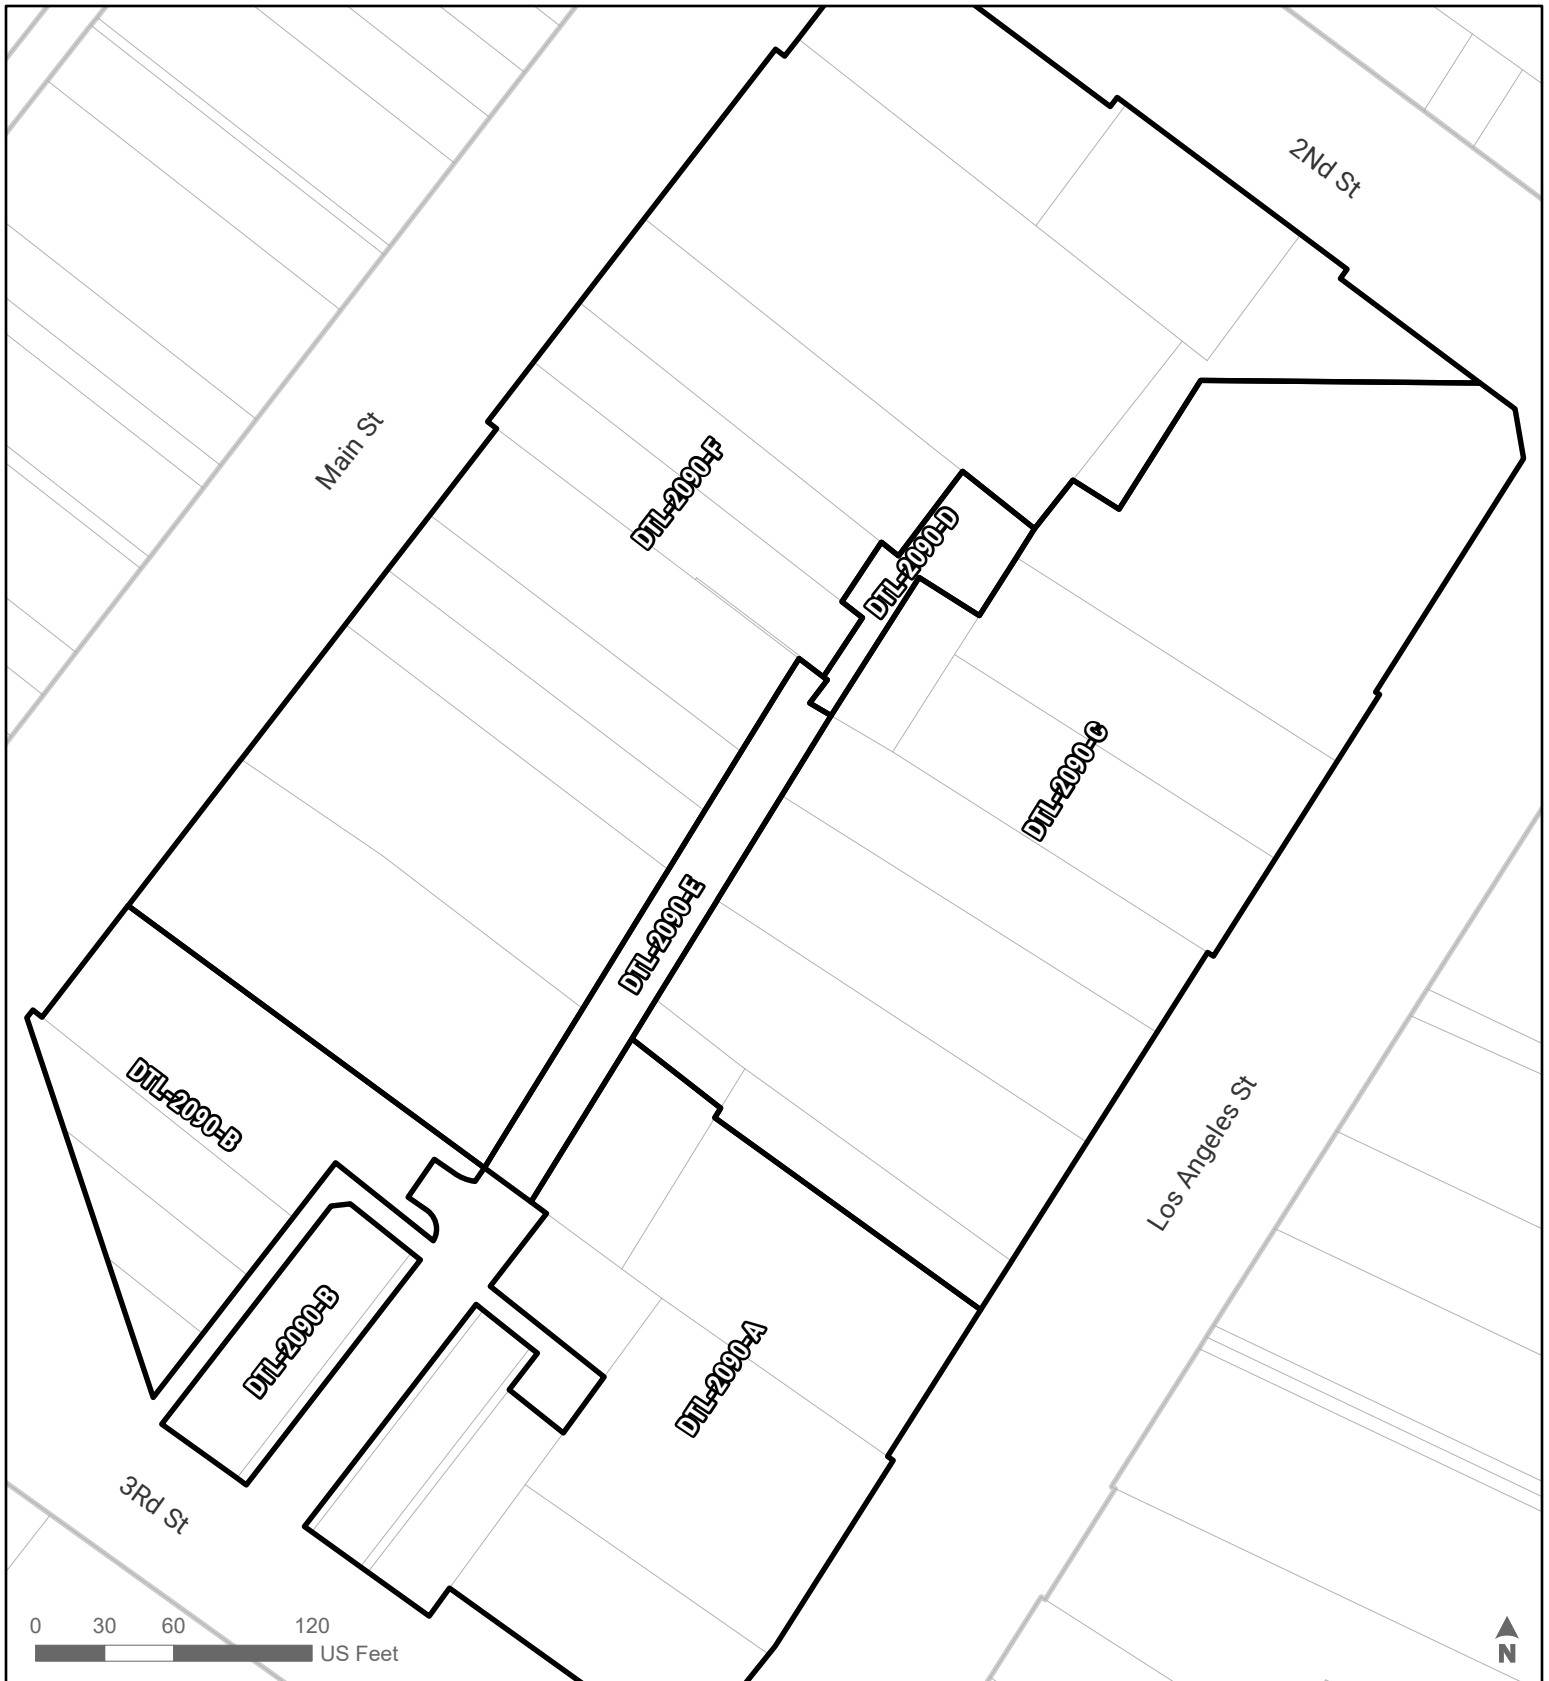 2Nd St
Main St
DTL-2090-F
DTL-2090-D
DTL-2090-C
DTL-2090-E
DTL-2090-B
Los Angeles St
DTL-2090-B
DTL-2090-A
3Rd St
0 30 60 120
US Feet
N